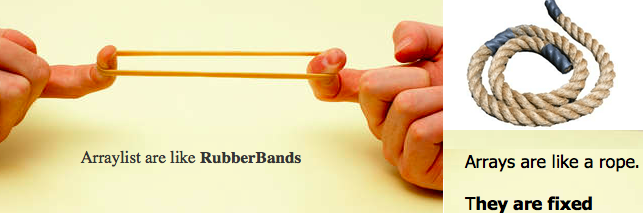 Arraylist are like RubberBands
Arrays are like a rope.
They are fixed